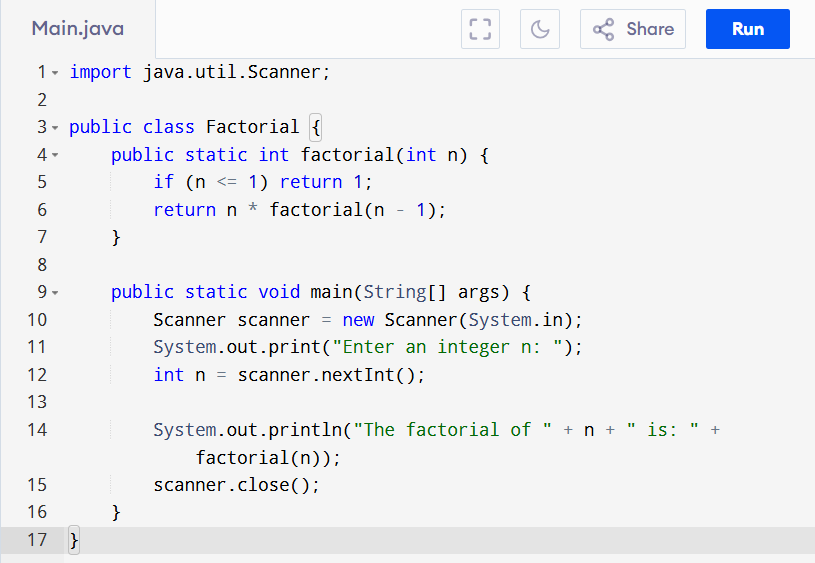 Main.java
Share
Run
1 import java.util.Scanner;
2
3 public class Factorial {
4     public static int factorial(int n) {
5         if (n <= 1) return 1;
6         return n * factorial(n - 1);
7     }
8
9     public static void main(String[] args) {
10         Scanner scanner = new Scanner(System.in);
11         System.out.print("Enter an integer n: ");
12         int n = scanner.nextInt();
13
14         System.out.println("The factorial of " + n + " is: " +
            factorial(n));
15         scanner.close();
16     }
17 }